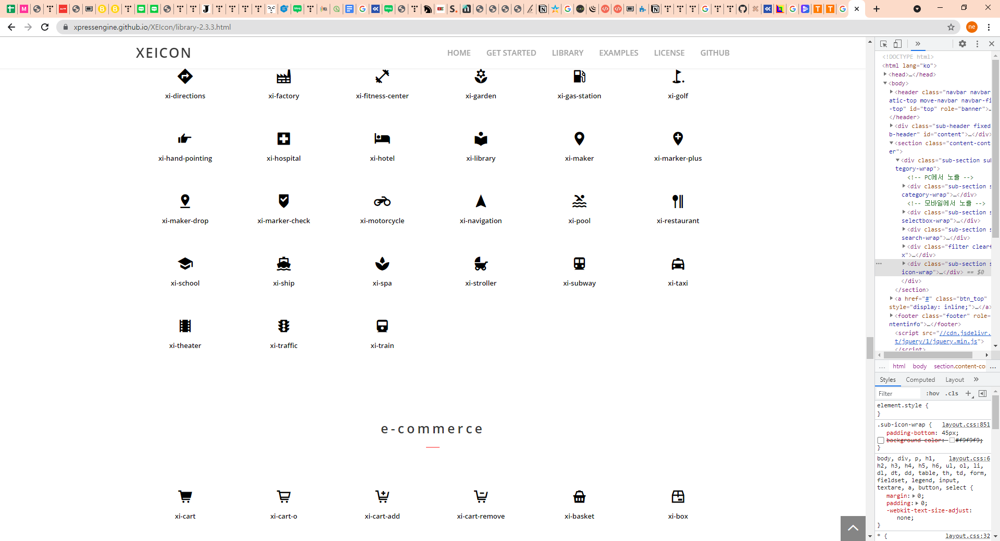 xpressengine.github.io/XEIcon/library-2.3.3.html
ne
XEICON
HOME GET STARTED LIBRARY EXAMPLES LICENSE GITHUB
xi-directions xi-factory xi-fitness-center xi-garden xi-gas-station xi-golf
xi-hand-pointing xi-hospital xi-hotel xi-library xi-maker xi-marker-plus
xi-maker-drop xi-marker-check xi-motorcycle xi-navigation xi-pool xi-restaurant
xi-school xi-ship xi-spa xi-stroller xi-subway xi-taxi
xi-theater xi-traffic xi-train
e-commerce
xi-cart xi-cart-o xi-cart-add xi-cart-remove xi-basket xi-box
<!DOCTYPE html>
<html lang="ko">
<head>…</head>
<body>
<header class="navbar navbar
atic-top move-navbar navbar-fi
-top" id="top" role="banner">…
</header>
<div class="sub-header fixed
b-header" id="content">…</div>
<section class="content-cont
er">
<div class="sub-section sub
tegory-wrap">
<!-- PC에서 노출 -->
<div class="sub-section s
category-wrap">…</div>
<!-- 모바일에서 노출 -->
<div class="sub-section s
selectbox-wrap">…</div>
<div class="sub-section s
search-wrap">…</div>
<div class="filter clearf
x">…</div>
<div class="sub-section s
icon-wrap">…</div> == $0
</div>
</section>
<a href="#" class="btn_top"
style="display: inline;">…</a>
<footer class="footer" role=
ntentinfo">…</footer>
<script src="//cdn.jsdelivr.
t/jquery/1/jquery.min.js">
</script>
... html body section.content-co ...
Styles Computed Layout »
Filter :hov .cls +
element.style {
}
.sub-icon-wrap { layout.css:851
padding-bottom: 45px;
background-color: #f9f9f9;
}
body, div, p, h1, layout.css:6
h2, h3, h4, h5, h6, ul, ol, li,
dl, dt, dd, table, th, td, form,
fieldset, legend, input,
textare, a, button, select {
margin: 0;
padding: 0;
-webkit-text-size-adjust:
none;
}
* { layout.css:32